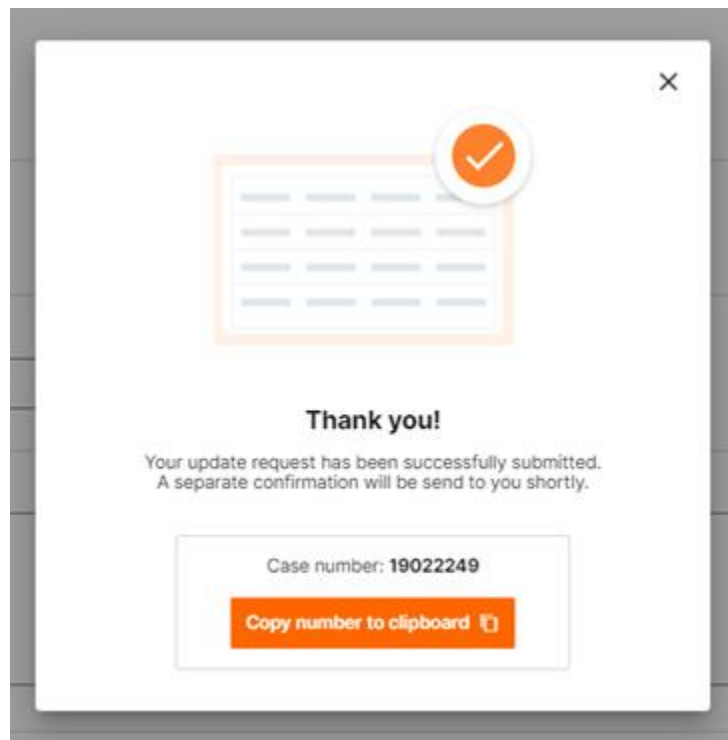 Thank you!
Your update request has been successfully submitted.
A separate confirmation will be send to you shortly.
Case number: 19022249
Copy number to clipboard